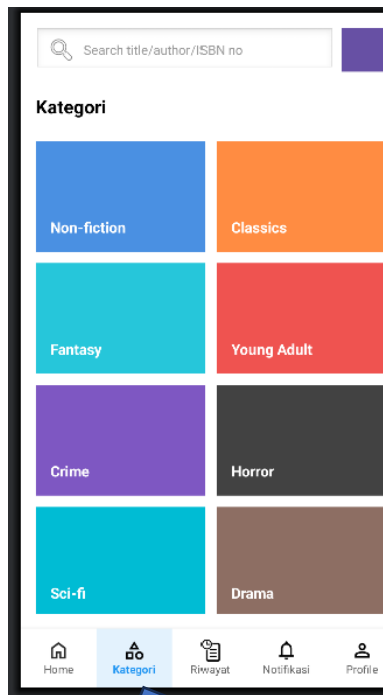 Search title/author/ISBN no
Kategori
Non-fiction
Classics
Fantasy
Young Adult
Crime
Horror
Sci-fi
Drama
Home
Kategori
Riwayat
Notifikasi
Profile